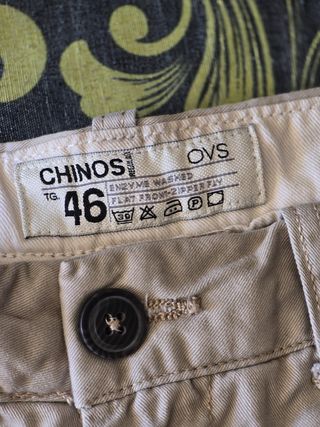 CHINOS REGULAR OVS
TG. 46 ENZYME WASHED
FLAT FRONT-ZIPPER FLY
30 P